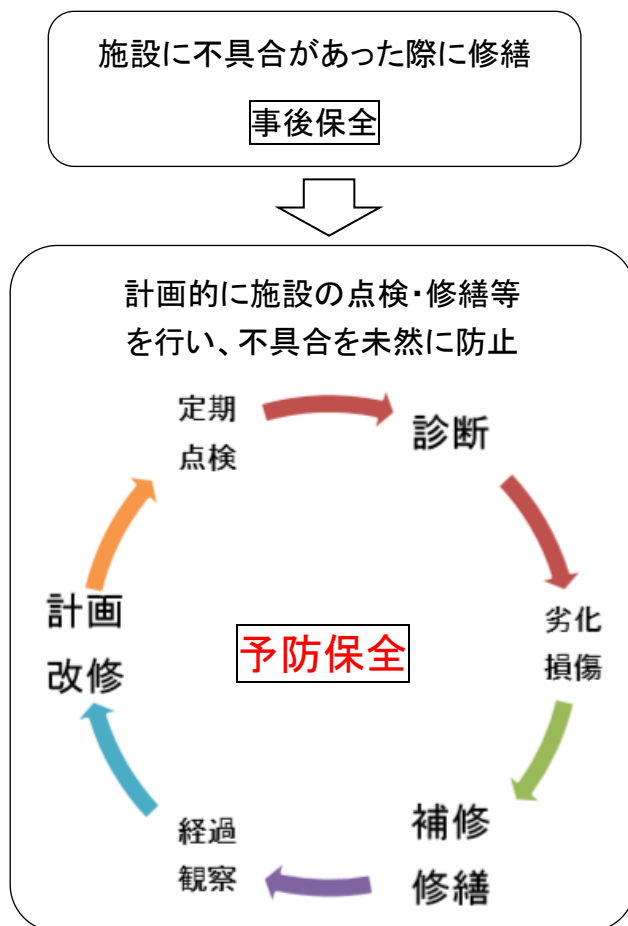 施設に不具合があった際に修繕
事後保全
計画的に施設の点検・修繕等
を行い、不具合を未然に防止
定期
点検
診断
劣化
損傷
補修
修繕
経過
観察
計画
改修
予防保全